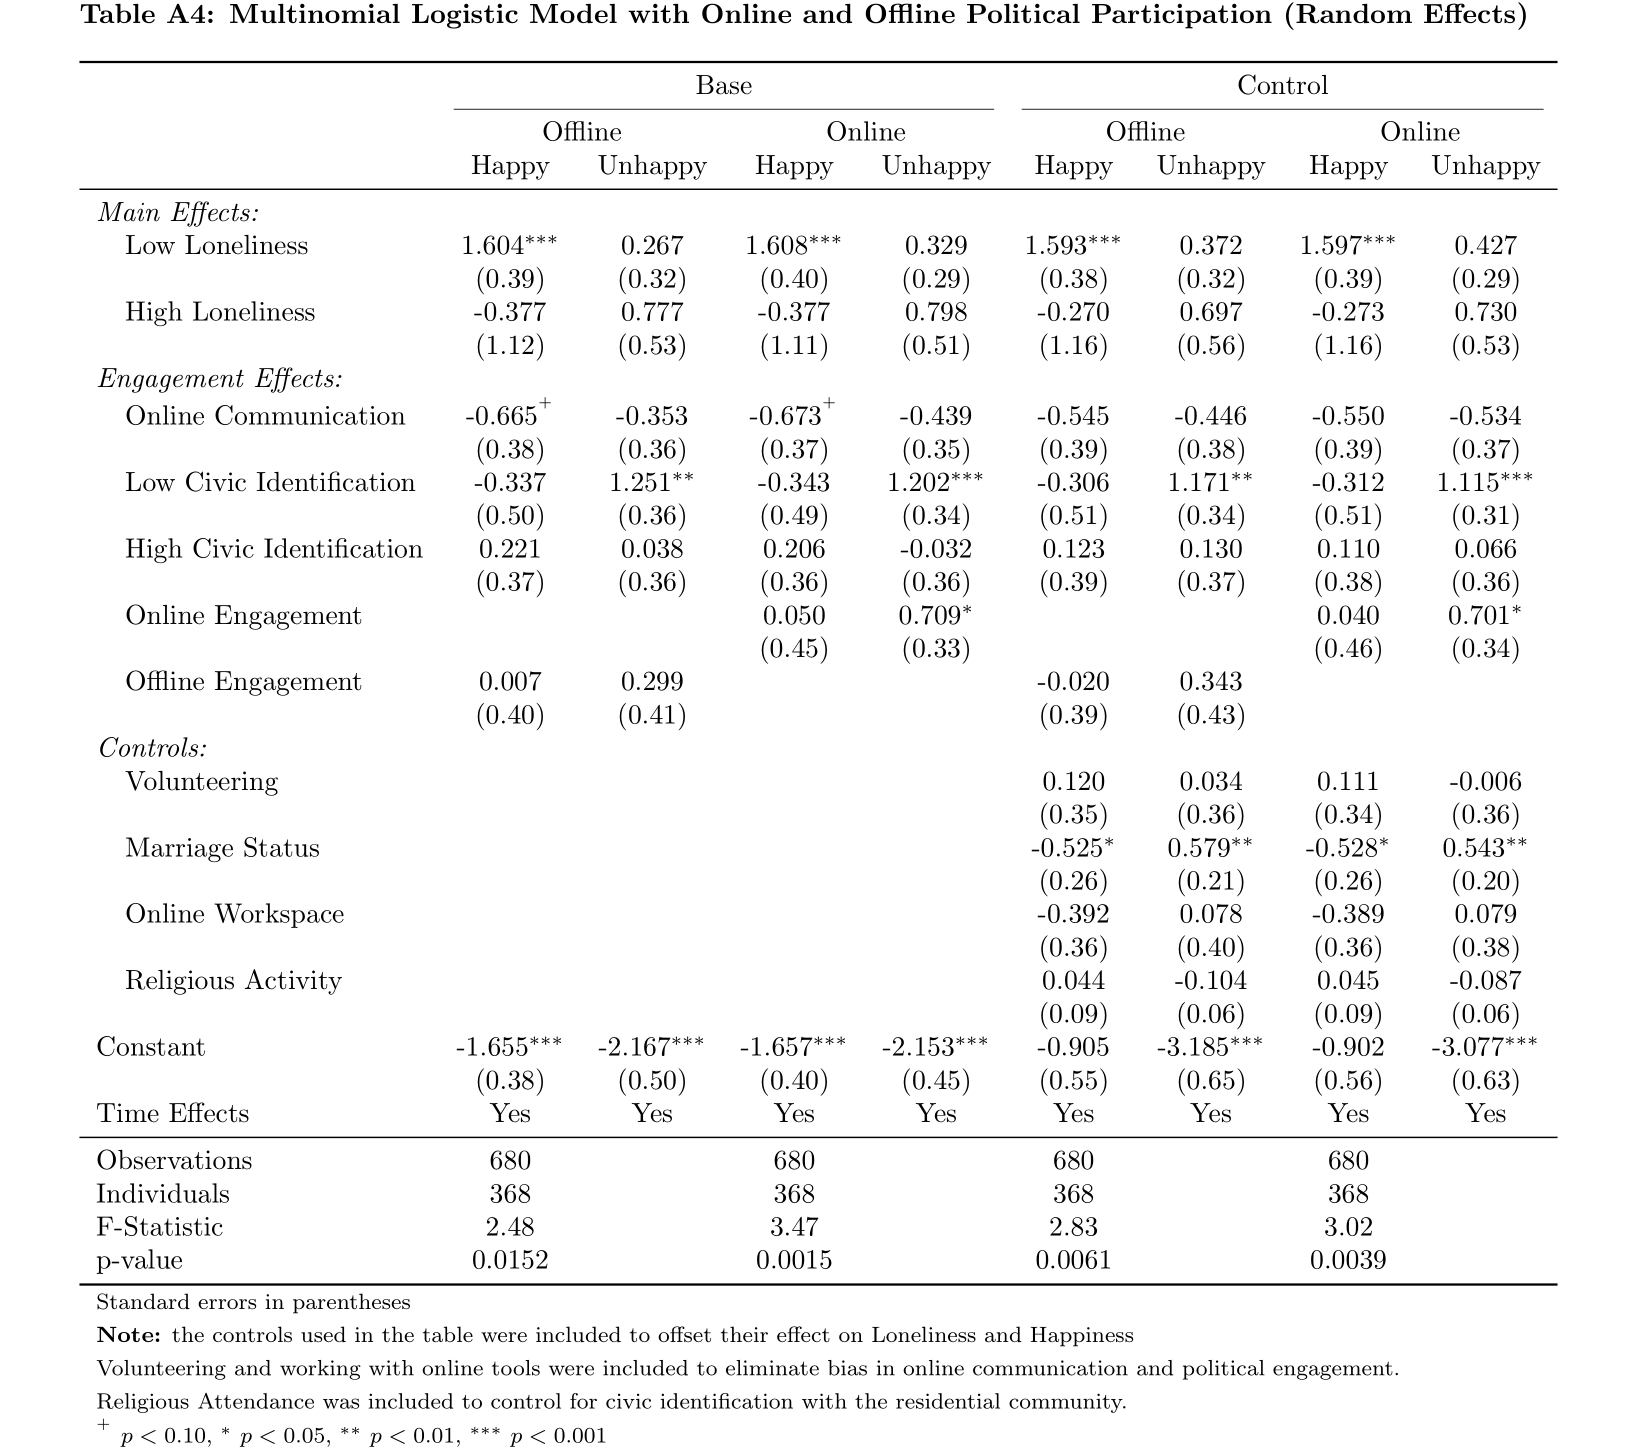 Table A4: Multinomial Logistic Model with Online and Offline Political Participation (Random Effects)
Base Control
Offline Online Offline Online
Happy Unhappy Happy Unhappy Happy Unhappy Happy Unhappy
Main Effects:
Low Loneliness 1.604*** 0.267 1.608*** 0.329 1.593*** 0.372 1.597*** 0.427
(0.39) (0.32) (0.40) (0.29) (0.38) (0.32) (0.39) (0.29)
High Loneliness -0.377 0.777 -0.377 0.798 -0.270 0.697 -0.273 0.730
(1.12) (0.53) (1.11) (0.51) (1.16) (0.56) (1.16) (0.53)
Engagement Effects:
Online Communication -0.665+ -0.353 -0.673+ -0.439 -0.545 -0.446 -0.550 -0.534
(0.38) (0.36) (0.37) (0.35) (0.39) (0.38) (0.39) (0.37)
Low Civic Identification -0.337 1.251** -0.343 1.202*** -0.306 1.171** -0.312 1.115***
(0.50) (0.36) (0.49) (0.34) (0.51) (0.34) (0.51) (0.31)
High Civic Identification 0.221 0.038 0.206 -0.032 0.123 0.130 0.110 0.066
(0.37) (0.36) (0.36) (0.36) (0.39) (0.37) (0.38) (0.36)
Online Engagement 0.050 0.709* 0.040 0.701*
(0.45) (0.33) (0.46) (0.34)
Offline Engagement 0.007 0.299 -0.020 0.343
(0.40) (0.41) (0.39) (0.43)
Controls:
Volunteering 0.120 0.034 0.111 -0.006
(0.35) (0.36) (0.34) (0.36)
Marriage Status -0.525* 0.579** -0.528* 0.543**
(0.26) (0.21) (0.26) (0.20)
Online Workspace -0.392 0.078 -0.389 0.079
(0.36) (0.40) (0.36) (0.38)
Religious Activity 0.044 -0.104 0.045 -0.087
(0.09) (0.06) (0.09) (0.06)
Constant -1.655*** -2.167*** -1.657*** -2.153*** -0.905 -3.185*** -0.902 -3.077***
(0.38) (0.50) (0.40) (0.45) (0.55) (0.65) (0.56) (0.63)
Time Effects Yes Yes Yes Yes Yes Yes Yes Yes
Observations 680 680 680 680
Individuals 368 368 368 368
F-Statistic 2.48 3.47 2.83 3.02
p-value 0.0152 0.0015 0.0061 0.0039
Standard errors in parentheses
Note: the controls used in the table were included to offset their effect on Loneliness and Happiness
Volunteering and working with online tools were included to eliminate bias in online communication and political engagement.
Religious Attendance was included to control for civic identification with the residential community.
+ p < 0.10, * p < 0.05, ** p < 0.01, *** p < 0.001